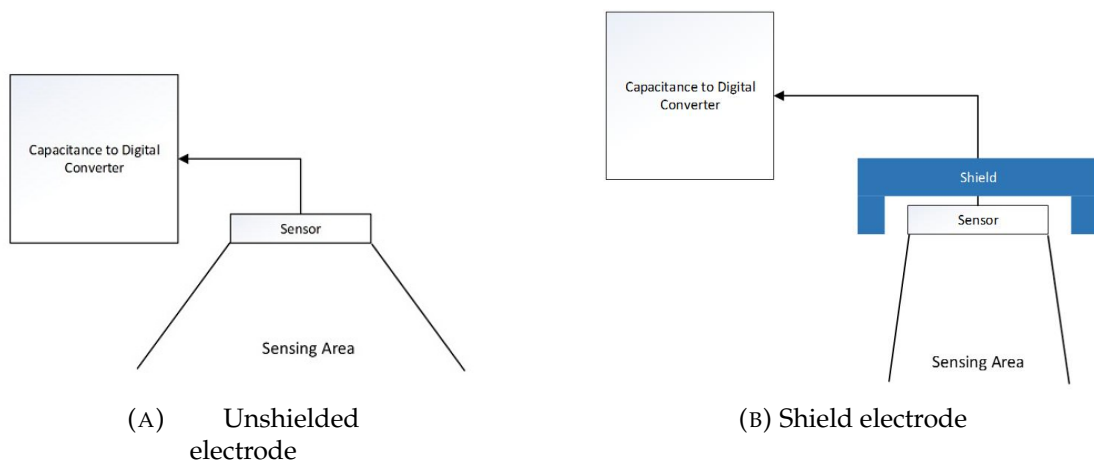 Capacitance to Digital
Converter
Sensor
Sensing Area
(A) Unshielded
electrode
Capacitance to Digital
Converter
Shield
Sensor
Sensing Area
(B) Shield electrode